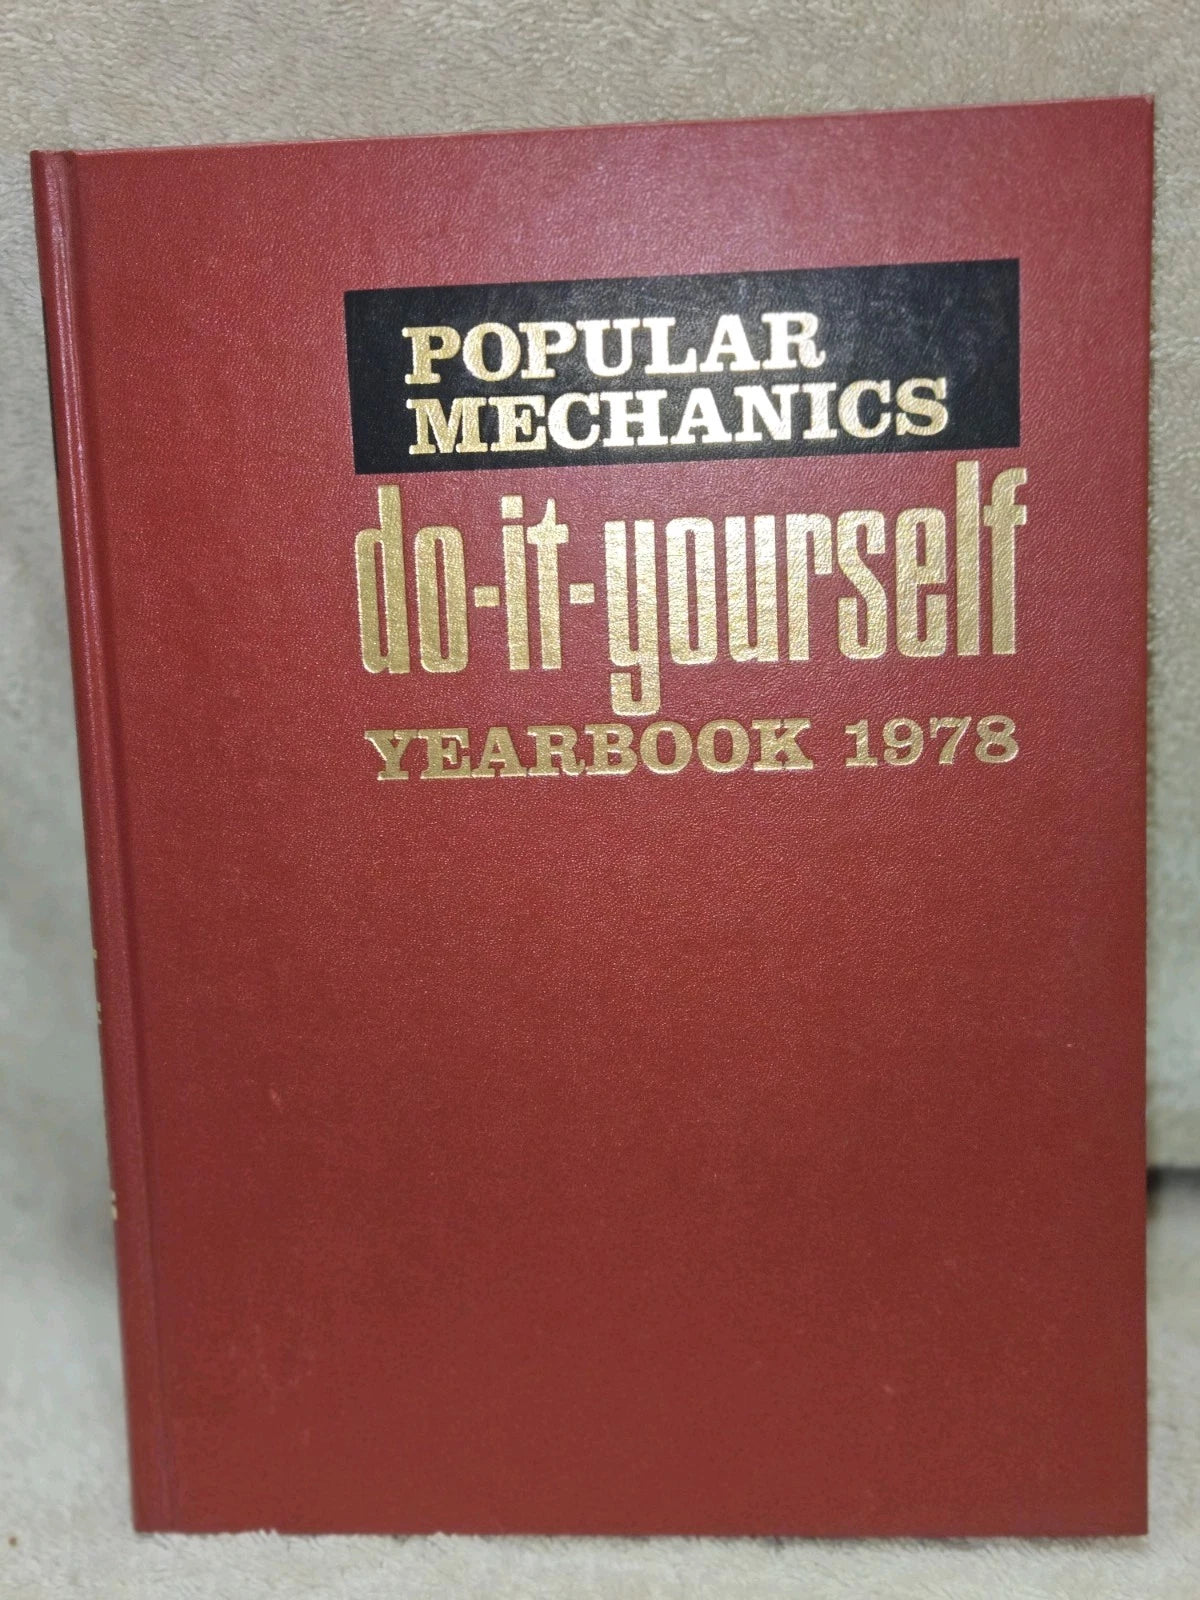 POPULAR
MECHANICS
do-it-yourself
YEARBOOK 1978